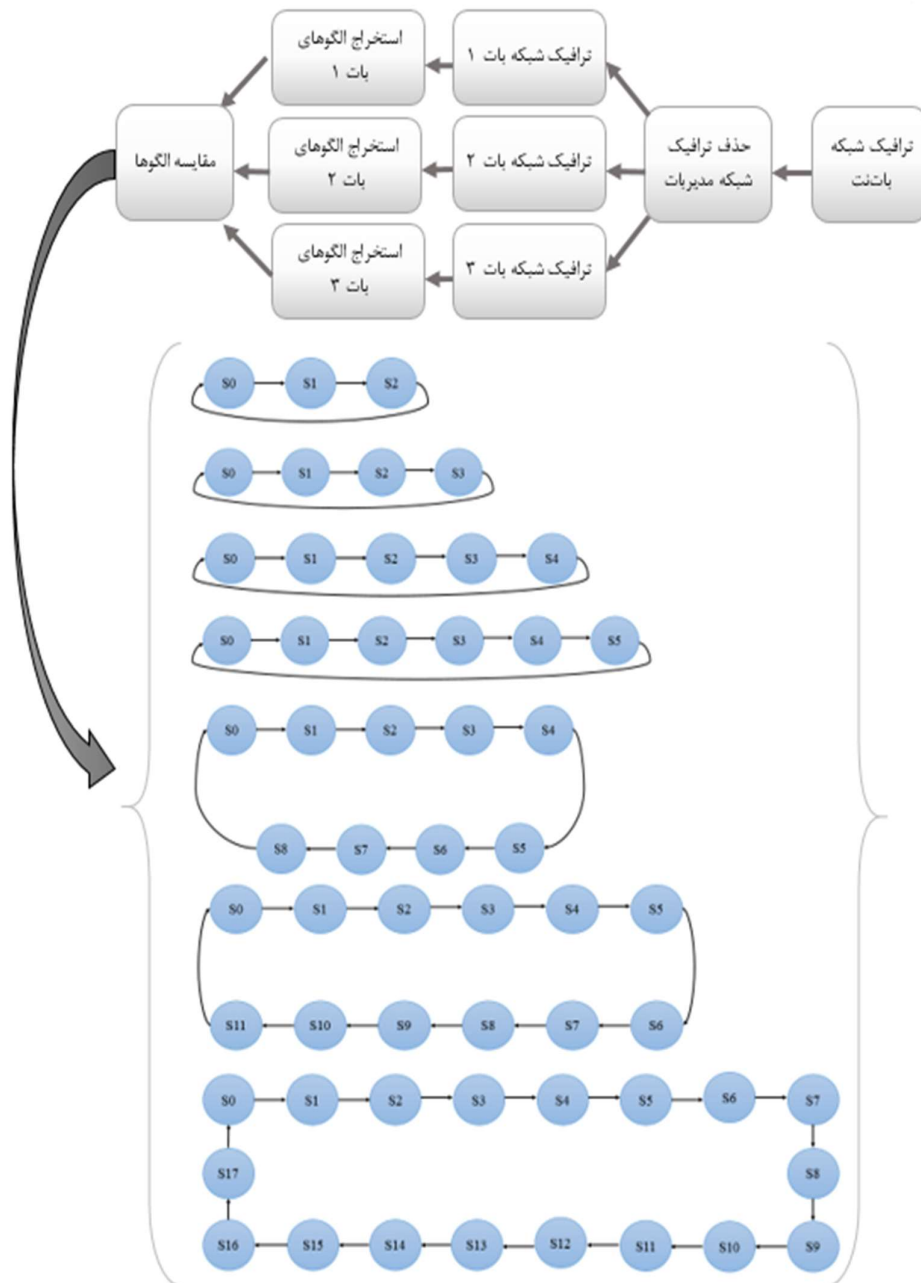 ترافیک شبکه
بات‌نت
حذف ترافیک
شبکه مدیربات
ترافیک شبکه بات ۱
ترافیک شبکه بات ۲
ترافیک شبکه بات ۳
استخراج الگوهای
بات ۱
استخراج الگوهای
بات ۲
استخراج الگوهای
بات ۳
مقایسه الگوها
S0 S1 S2
S0 S1 S2 S3
S0 S1 S2 S3 S4
S0 S1 S2 S3 S4 S5
S0 S1 S2 S3 S4
S8 S7 S6 S5
S0 S1 S2 S3 S4 S5
S11 S10 S9 S8 S7 S6
S0 S1 S2 S3 S4 S5 S6 S7
S17 S8
S16 S15 S14 S13 S12 S11 S10 S9